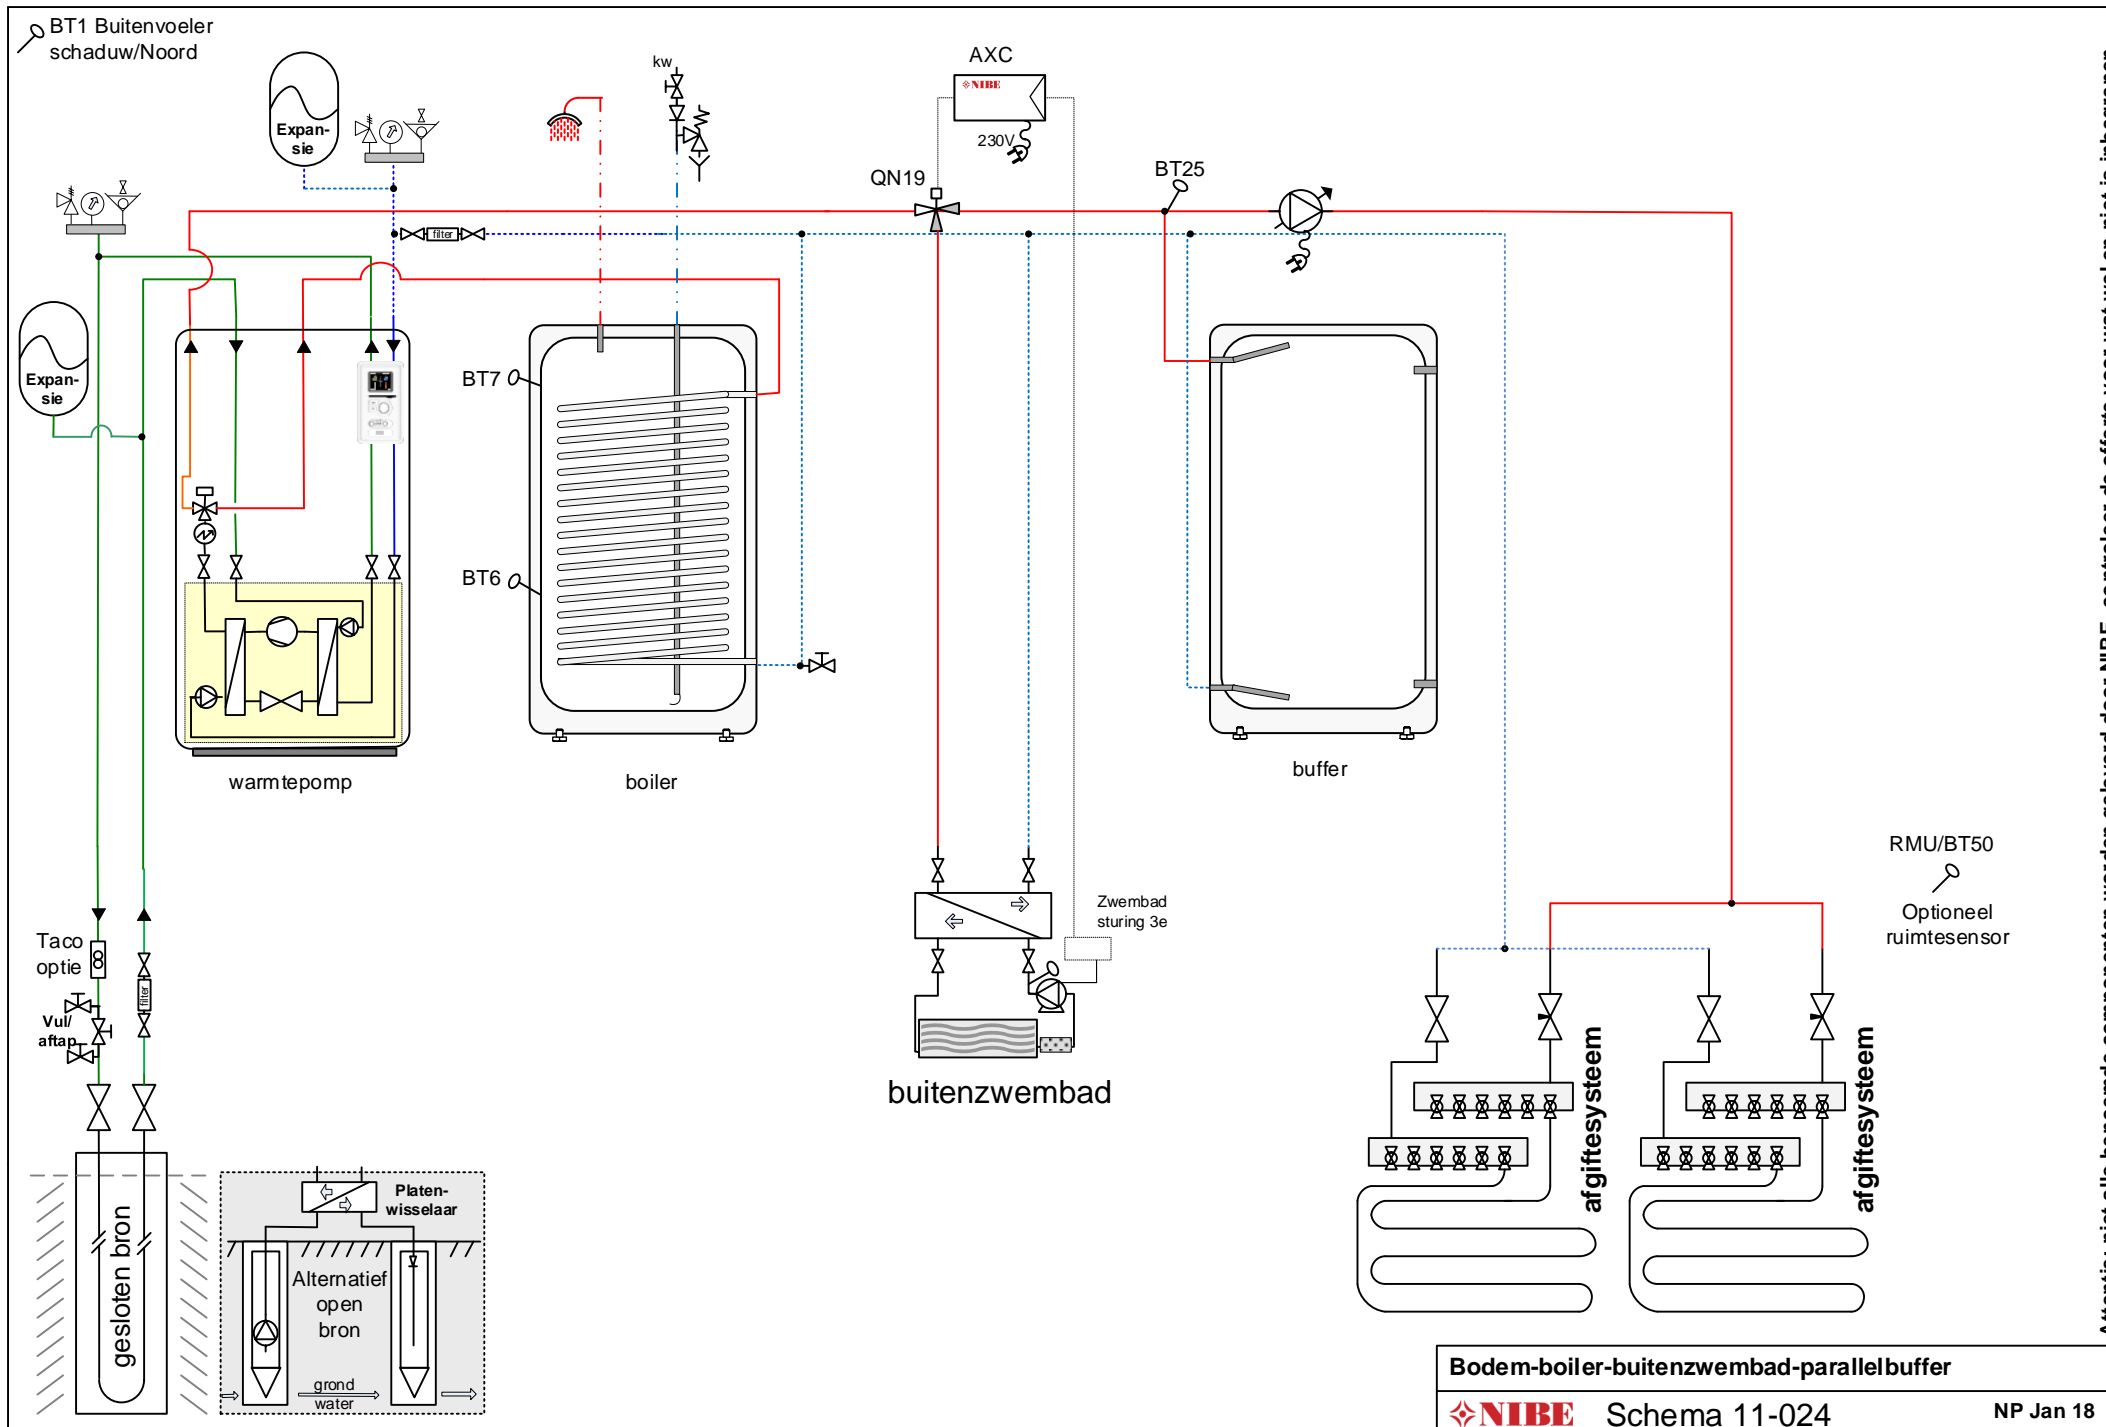 BT1 Buitenvoeler
schaduw/Noord
Expan-
sie
kw
AXC
NIBE
230V
QN19
BT25
filter
Expan-
sie
BT7
BT6
warmtepomp
boiler
buffer
Taco
optie
filter
Vul/
aftap
Zwembad
sturing 3e
buitenzwembad
RMU/BT50
Optioneel
ruimtesensor
afgiftesysteem
afgiftesysteem
gesloten bron
Platen-
wisselaar
Alternatief
open
bron
grond
water
Bodem-boiler-buitenzwembad-parallelbuffer
NIBE
Schema 11-024
NP Jan 18